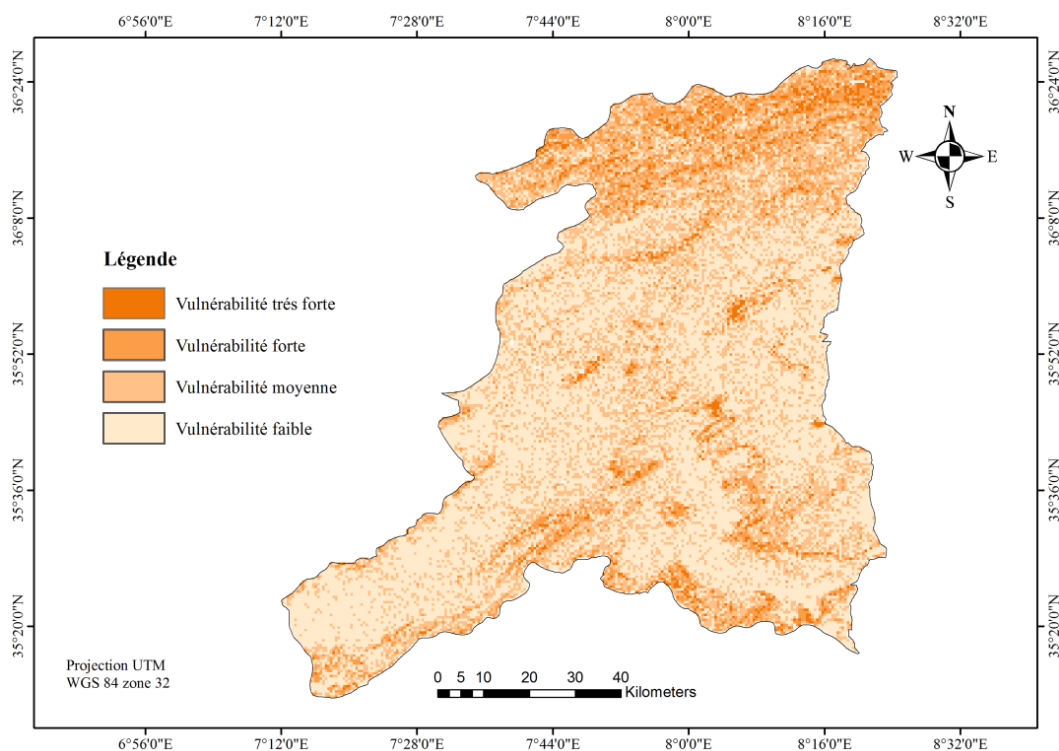 6°56'0"E 7°12'0"E 7°28'0"E 7°44'0"E 8°0'0"E 8°16'0"E 8°32'0"E
36°24'0"N 36°24'0"N
N
W E
S
36°8'0"N 36°8'0"N
Légende
Vulnérabilité trés forte
Vulnérabilité forte
35°52'0"N 35°52'0"N
Vulnérabilité moyenne
Vulnérabilité faible
35°36'0"N 35°36'0"N
35°20'0"N 35°20'0"N
Projection UTM
WGS 84 zone 32
0 5 10 20 30 40
Kilometers
6°56'0"E 7°12'0"E 7°28'0"E 7°44'0"E 8°0'0"E 8°16'0"E 8°32'0"E